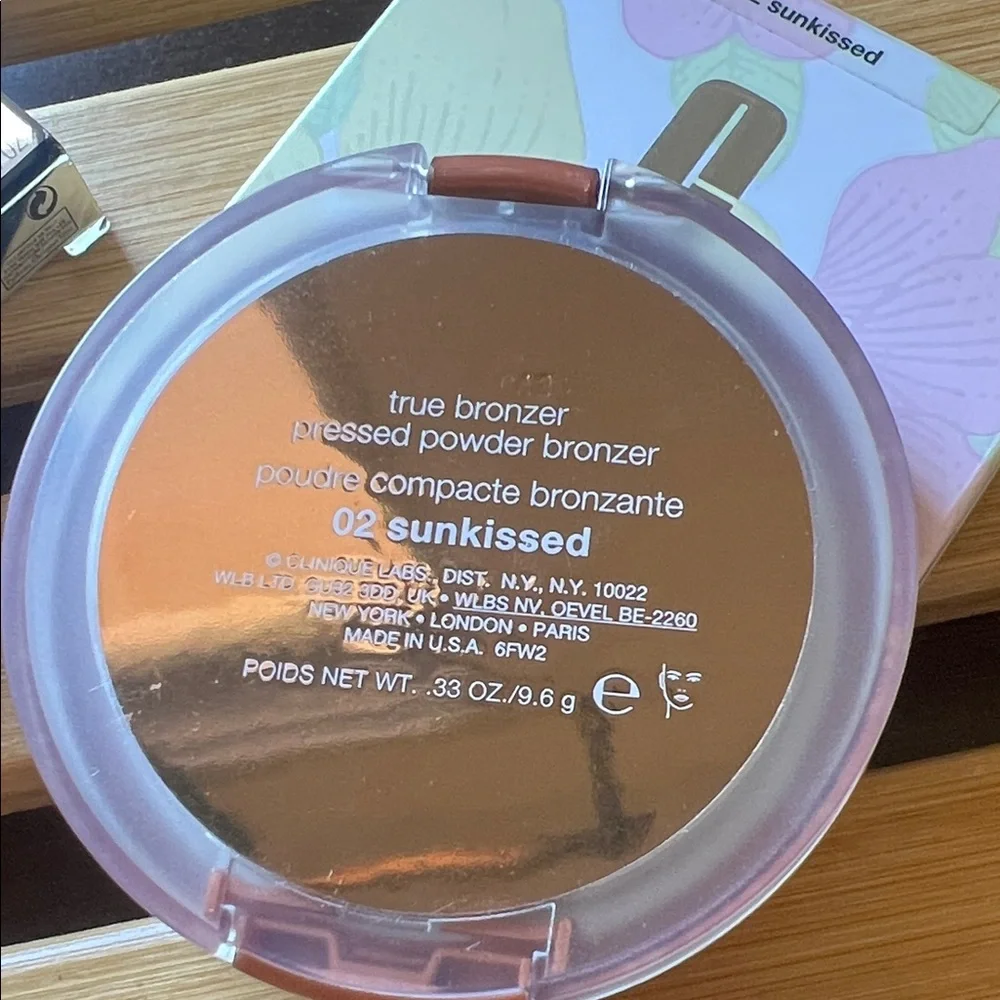 sunkissed
true bronzer
pressed powder bronzer
poudre compacte bronzante
02 sunkissed
© CLINIQUE LABS., DIST. N.Y., N.Y. 10022
WLB LTD. GU52 3DD, UK • WLBS NV. OEVEL BE-2260
NEW YORK • LONDON • PARIS
MADE IN U.S.A. 6FW2
POIDS NET WT. .33 OZ./9.6 g e